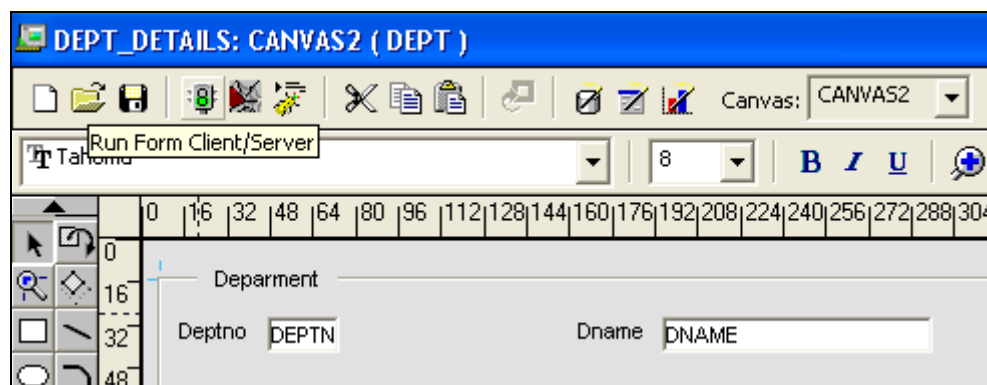 DEPT_DETAILS: CANVAS2 ( DEPT )
Canvas: CANVAS2
Run Form Client/Server
Tahoma 8 B I U
0 16 32 48 64 80 96 112 128 144 160 176 192 208 224 240 256 272 288 304
0
Deparment
16
Deptno DEPTN Dname DNAME
32
48